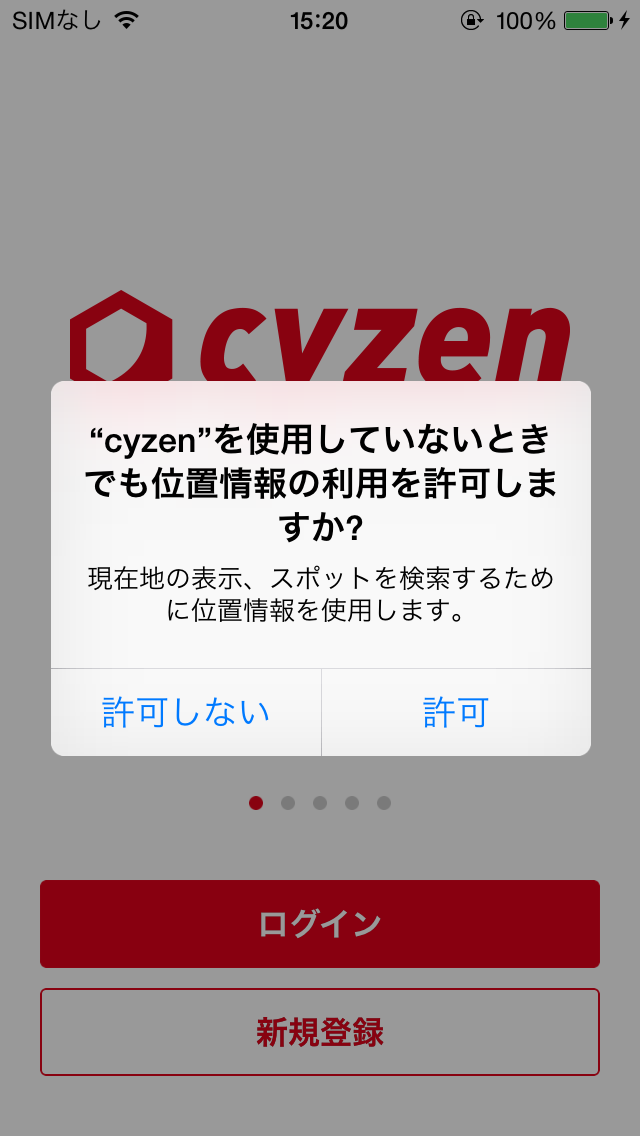 SIMなし 15:20 100%
cyzen
“cyzen”を使用していないとき
でも位置情報の利用を許可しま
すか?
現在地の表示、スポットを検索するため
に位置情報を使用します。
許可しない 許可
ログイン
新規登録